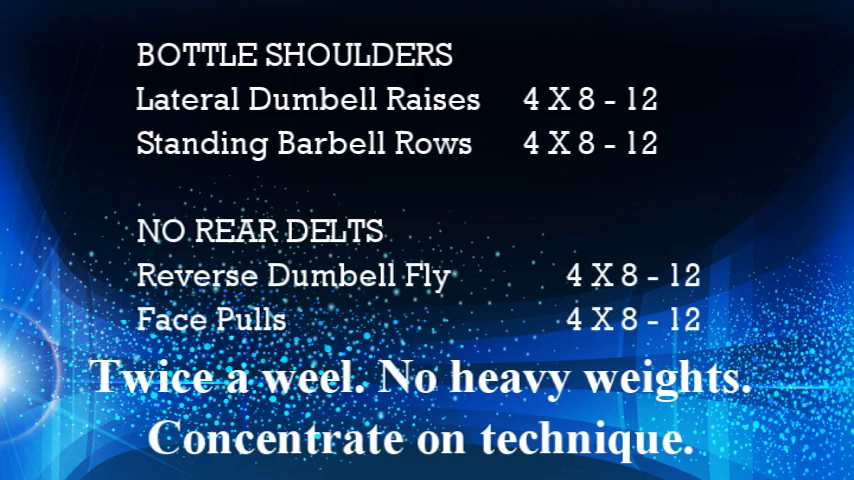 BOTTLE SHOULDERS
Lateral Dumbell Raises 4 X 8 - 12
Standing Barbell Rows 4 X 8 - 12
NO REAR DELTS
Reverse Dumbell Fly 4 X 8 - 12
Face Pulls 4 X 8 - 12
Twice a weel. No heavy weights.
Concentrate on technique.